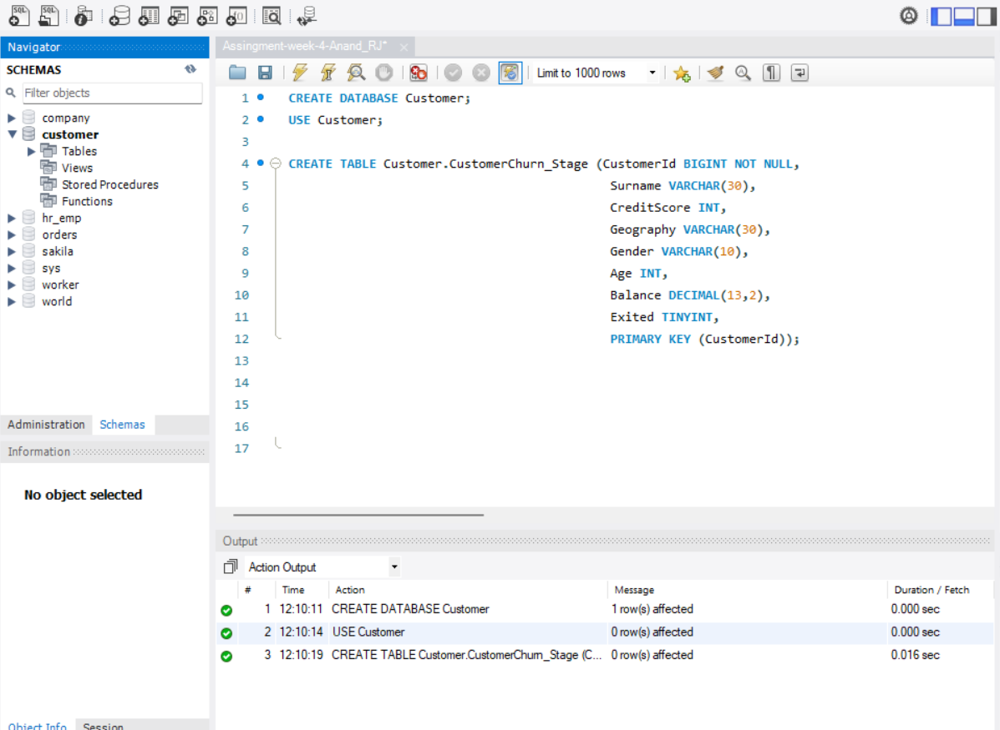 SQL SQL
Navigator
SCHEMAS
Filter objects
company
customer
Tables
Views
Stored Procedures
Functions
hr_emp
orders
sakila
sys
worker
world
Administration Schemas
Information
No object selected
Object Info Session
Assingment-week-4-Anand_RJ*
Limit to 1000 rows
1 CREATE DATABASE Customer;
2 USE Customer;
3
4 CREATE TABLE Customer.CustomerChurn_Stage (CustomerId BIGINT NOT NULL,
5 Surname VARCHAR(30),
6 CreditScore INT,
7 Geography VARCHAR(30),
8 Gender VARCHAR(10),
9 Age INT,
10 Balance DECIMAL(13,2),
11 Exited TINYINT,
12 PRIMARY KEY (CustomerId));
13
14
15
16
17
Output
Action Output
# Time Action Message Duration / Fetch
1 12:10:11 CREATE DATABASE Customer 1 row(s) affected 0.000 sec
2 12:10:14 USE Customer 0 row(s) affected 0.000 sec
3 12:10:19 CREATE TABLE Customer.CustomerChurn_Stage (C... 0 row(s) affected 0.016 sec